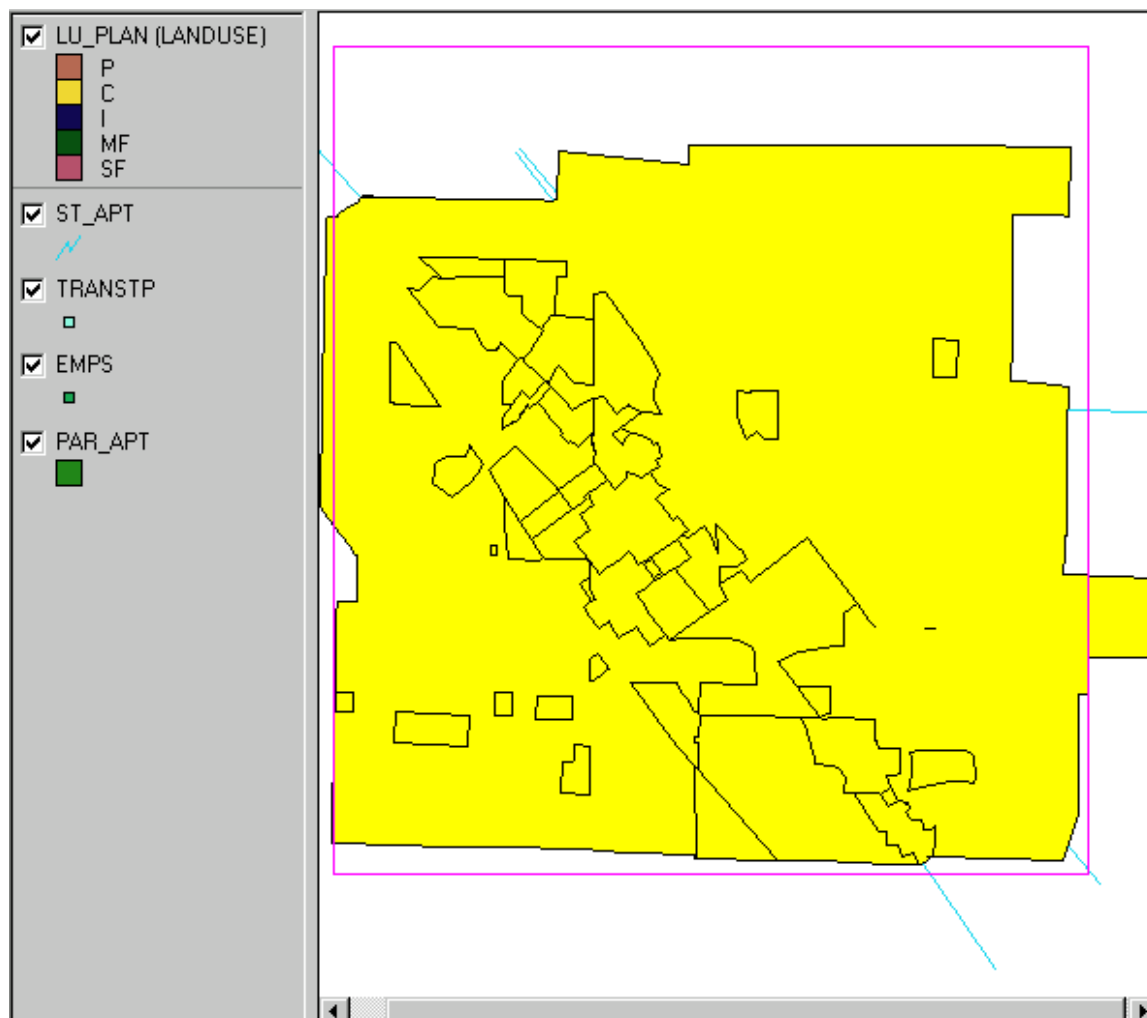 LU_PLAN (LANDUSE)
P
C
I
MF
SF
ST_APT
TRANSTP
EMPS
PAR_APT